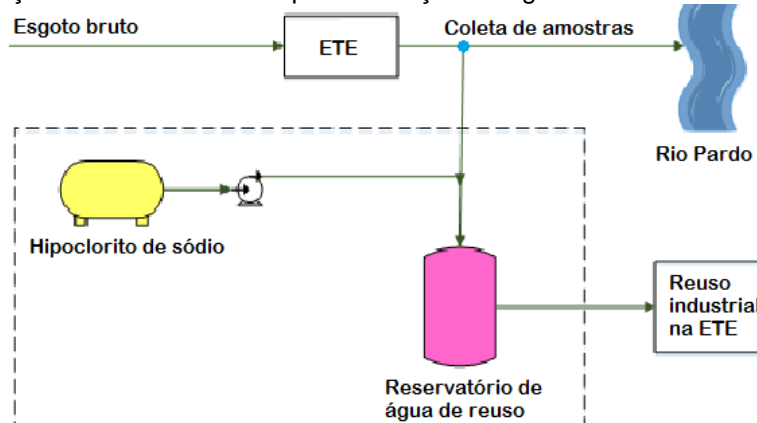 Esgoto bruto
ETE
Coleta de amostras
Rio Pardo
Hipoclorito de sódio
Reuso
industrial
na ETE
Reservatório de
água de reuso